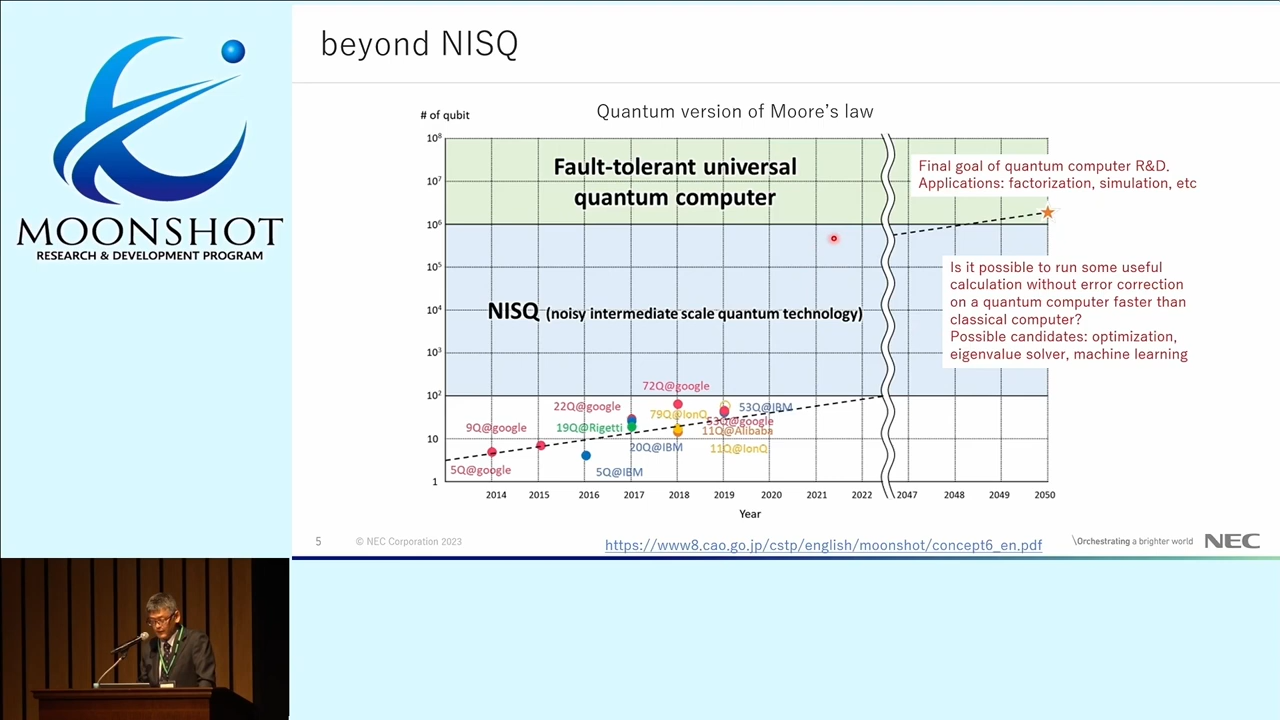 MOONSHOT
RESEARCH & DEVELOPMENT PROGRAM
beyond NISQ
Quantum version of Moore's law
# of qubit
10⁸
10⁷
10⁶
10⁵
10⁴
10³
10²
10
1
Fault-tolerant universal
quantum computer
NISQ (noisy intermediate scale quantum technology)
Final goal of quantum computer R&D.
Applications: factorization, simulation, etc
Is it possible to run some useful
calculation without error correction
on a quantum computer faster than
classical computer?
Possible candidates: optimization,
eigenvalue solver, machine learning
72Q@google
22Q@google
79Q@IonQ
53Q@IBM
9Q@google
19Q@Rigetti
53Q@google
11Q@Alibaba
20Q@IBM
11Q@IonQ
5Q@google
5Q@IBM
2014 2015 2016 2017 2018 2019 2020 2021 2022 2047 2048 2049 2050
Year
5
© NEC Corporation 2023
https://www8.cao.go.jp/cstp/english/moonshot/concept6_en.pdf
\Orchestrating a brighter world
NEC